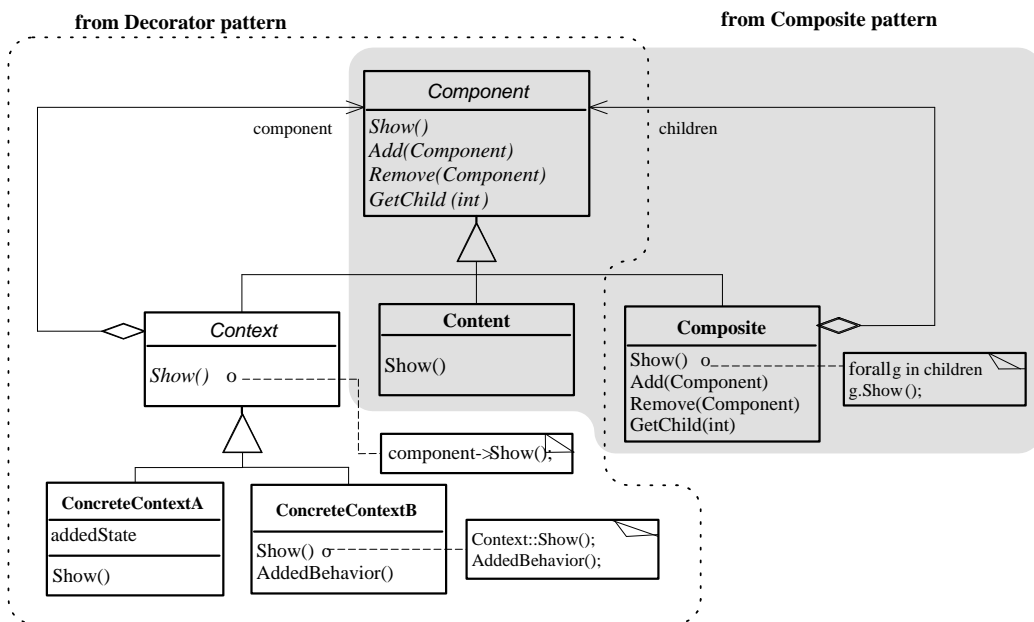 from Decorator pattern
from Composite pattern
Component
Show()
Add(Component)
Remove(Component)
GetChild (int)
component
children
Context
Show() o
Content
Show()
Composite
Show() o
Add(Component)
Remove(Component)
GetChild(int)
forall g in children
g.Show();
component->Show();
ConcreteContextA
addedState
Show()
ConcreteContextB
Show() o
AddedBehavior()
Context::Show();
AddedBehavior();